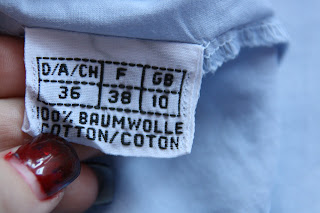 D/A/CH F GB
36 38 10
100% BAUMWOLLE
COTTON/COTON